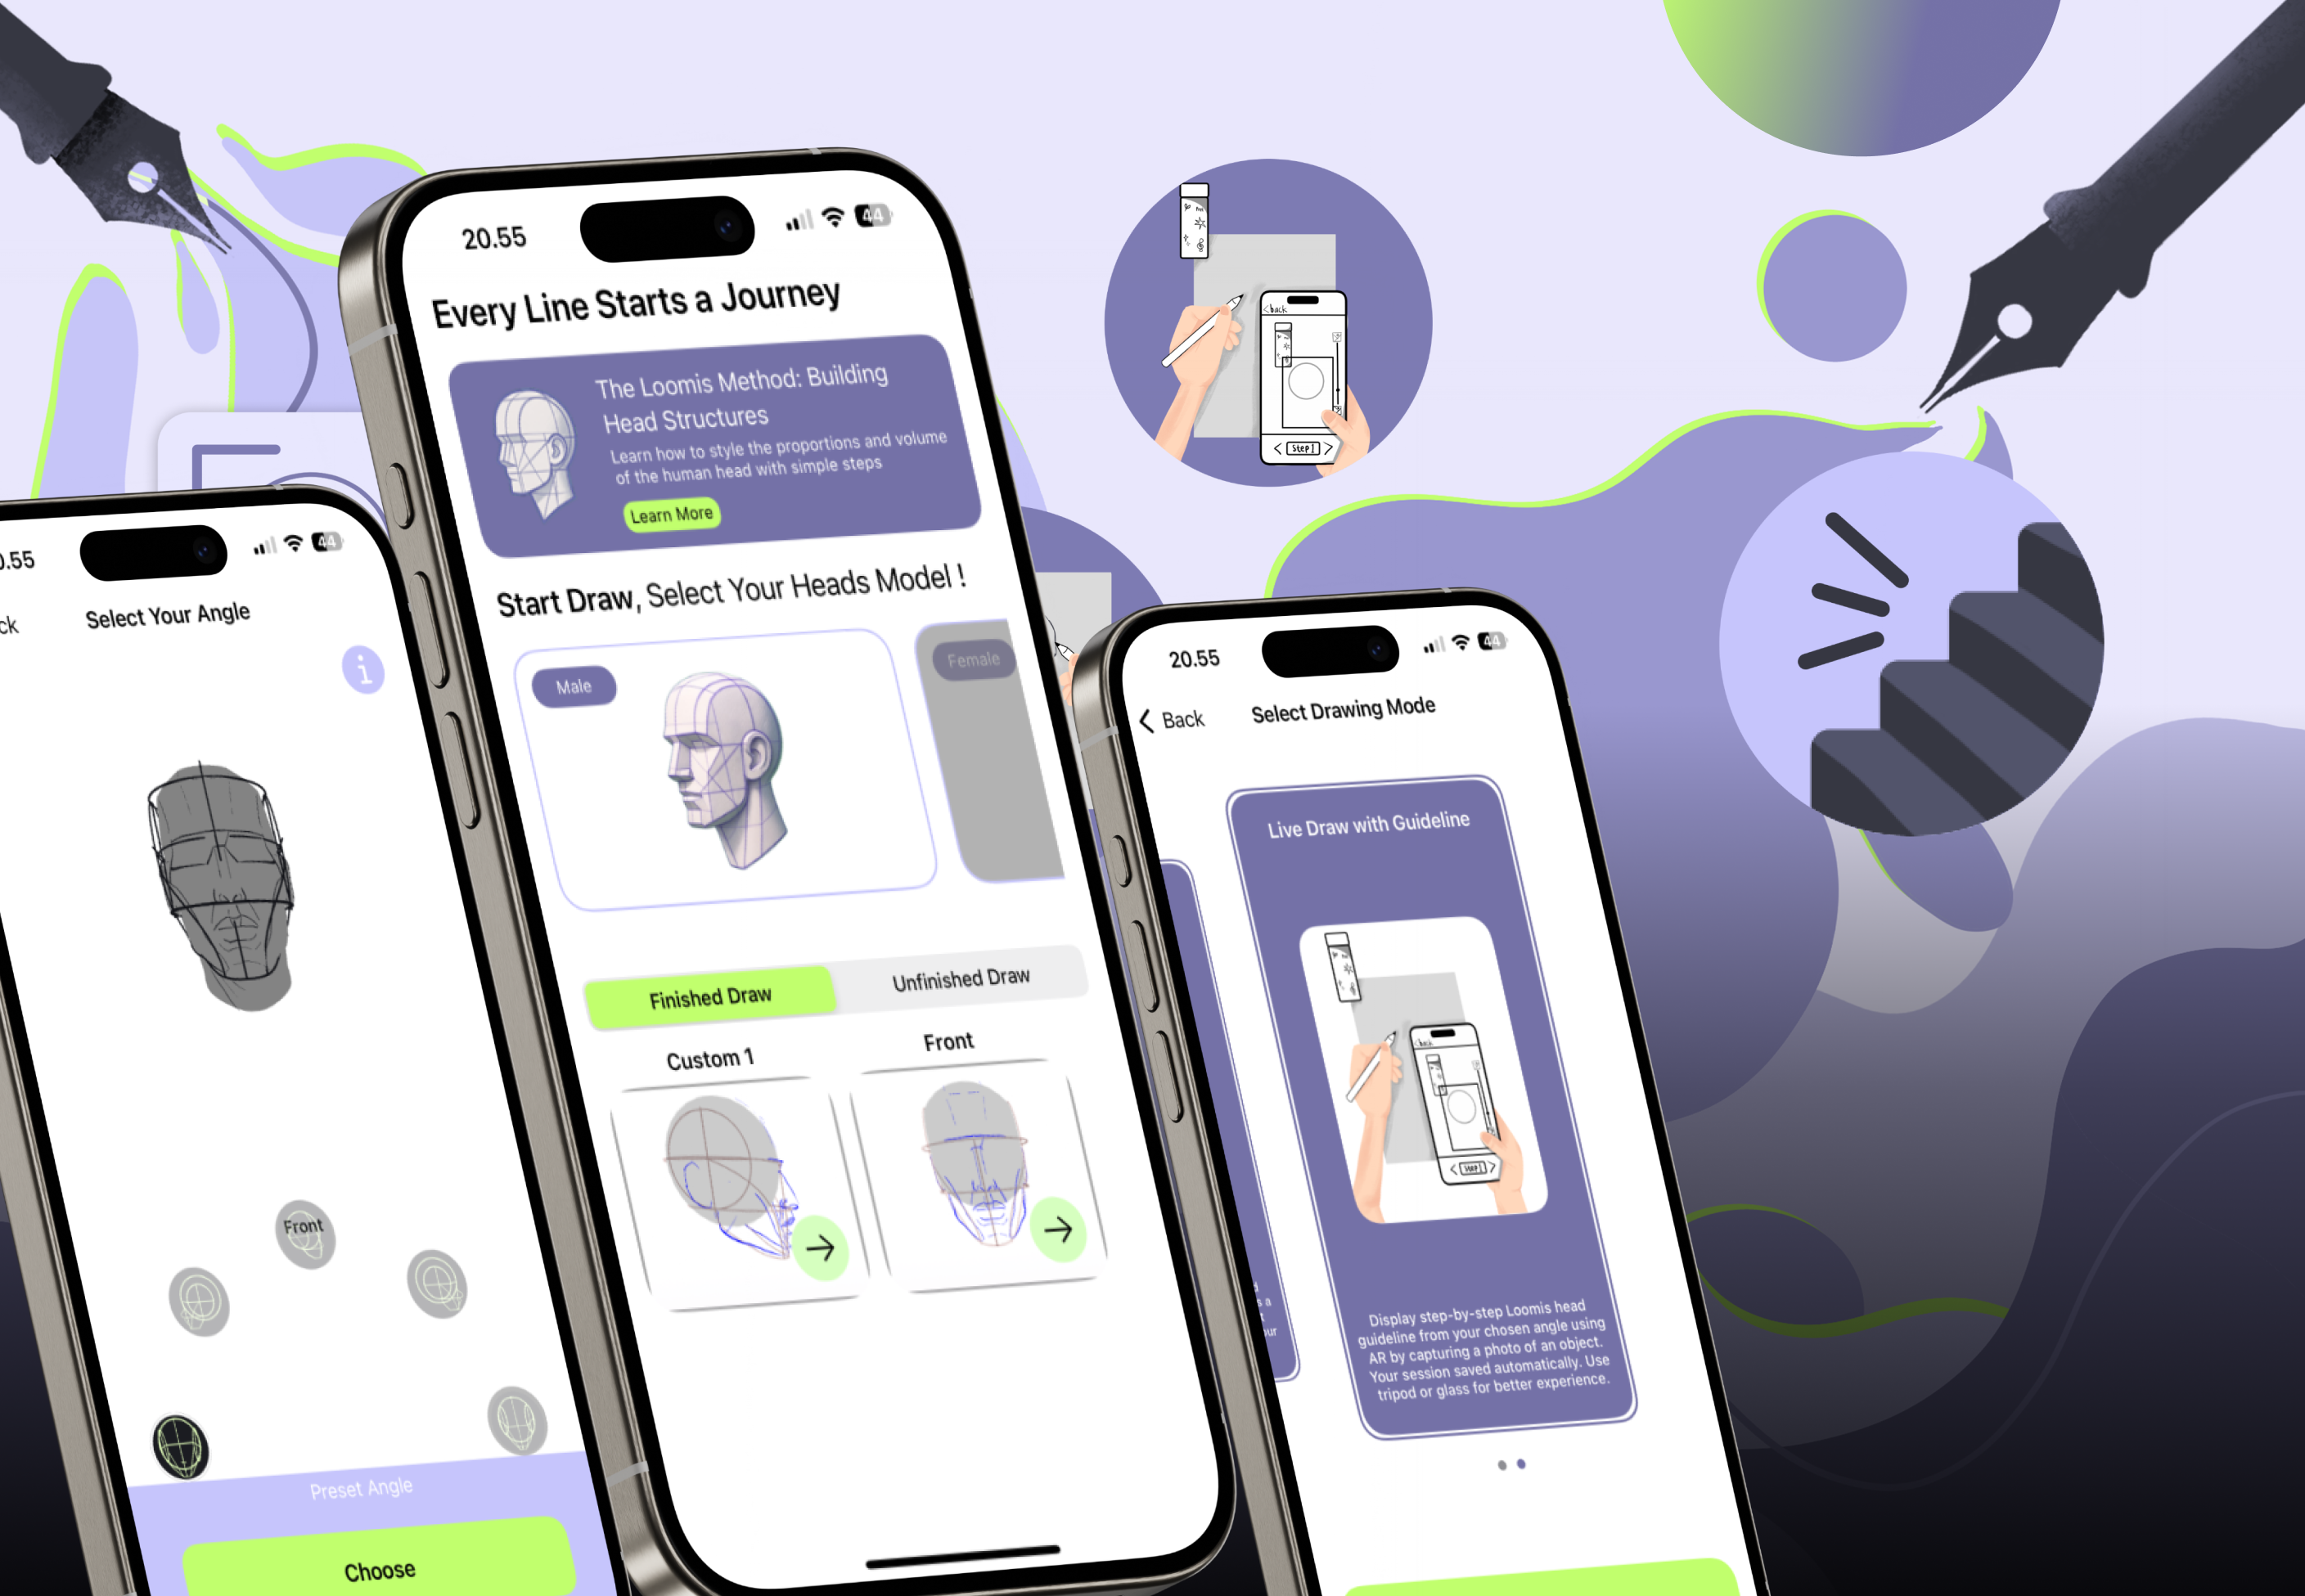 20.55
44
Every Line Starts a Journey
The Loomis Method: Building
Head Structures
Learn how to style the proportions and volume
of the human head with simple steps
Learn More
Start Draw, Select Your Heads Model !
Male
Female
Finished Draw
Unfinished Draw
Custom 1
Front
.55
44
ck
Select Your Angle
i
Front
Preset Angle
Choose
<back
< Step 1 >
20.55
44
Back
Select Drawing Mode
Live Draw with Guideline
<back
< Step 1 >
Display step-by-step Loomis head
guideline from your chosen angle using
AR by capturing a photo of an object.
Your session saved automatically. Use
tripod or glass for better experience.
s a
t
our